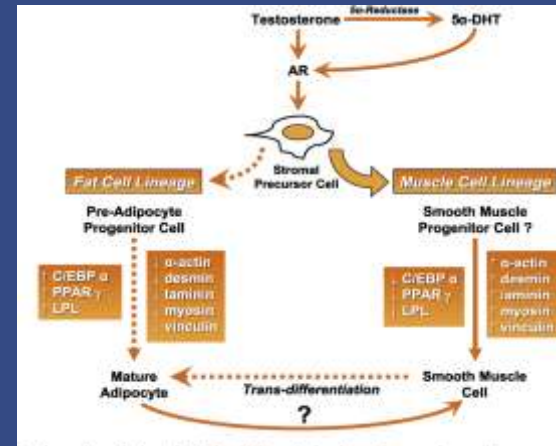 Testosterone
5α-Reductase
5α-DHT
AR
Stromal
Precursor Cell
Fat Cell Lineage
Muscle Cell Lineage
Pre-Adipocyte
Progenitor Cell
Smooth Muscle
Progenitor Cell ?
C/EBP α
PPAR γ
LPL
α-actin
desmin
laminin
myosin
vinculin
C/EBP α
PPAR γ
LPL
α-actin
desmin
laminin
myosin
vinculin
Mature
Adipocyte
Trans-differentiation
Smooth Muscle
Cell
?